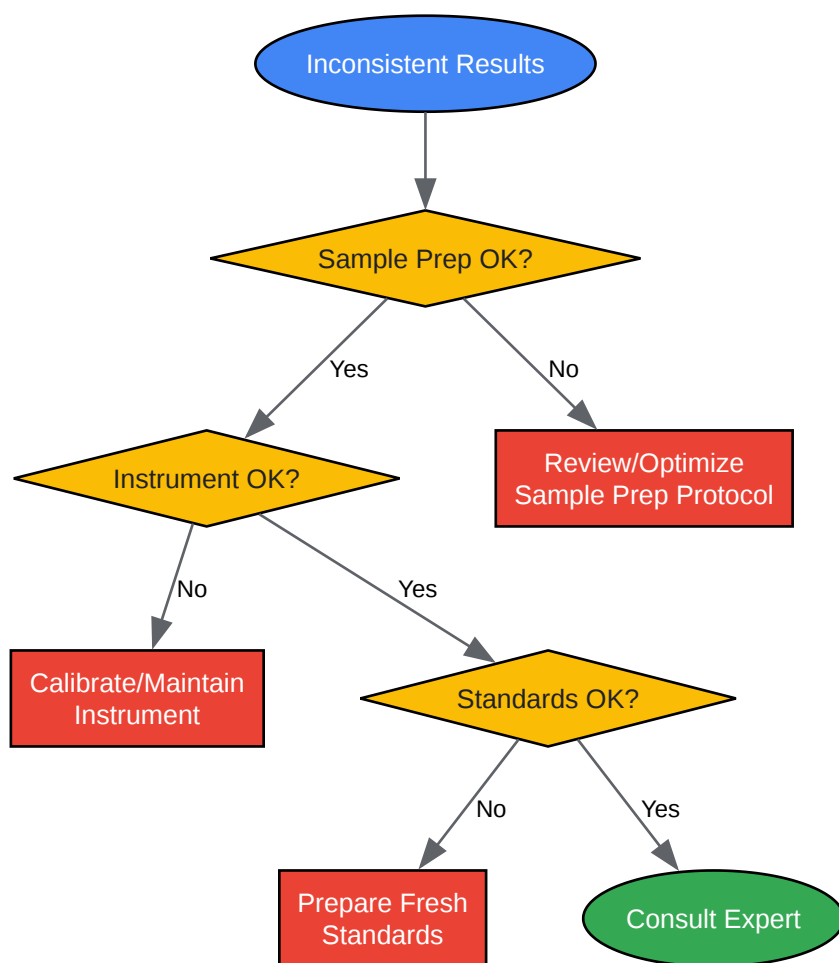 Inconsistent Results
Sample Prep OK?
Yes
No
Instrument OK?
Review/Optimize
Sample Prep Protocol
No
Yes
Calibrate/Maintain
Instrument
Standards OK?
No
Yes
Prepare Fresh
Standards
Consult Expert